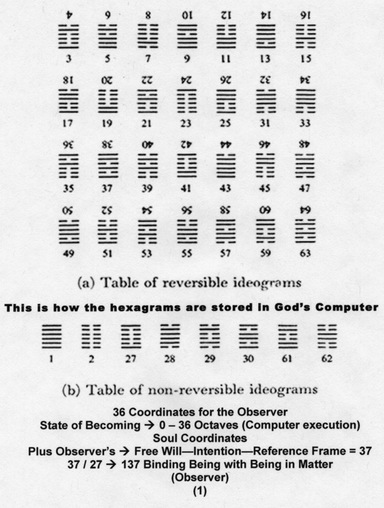 4 6 8 10 12 14 16
3 5 7 9 11 13 15
18 20 22 24 26 32 34
17 19 21 23 25 31 33
36 38 40 42 44 46 48
35 37 39 41 43 45 47
50 52 54 56 58 60 64
49 51 53 55 57 59 63
(a) Table of reversible ideograms
This is how the hexagrams are stored in God's Computer
1 2 27 28 29 30 61 62
(b) Table of non-reversible ideograms
36 Coordinates for the Observer
State of Becoming → 0 – 36 Octaves (Computer execution)
Soul Coordinates
Plus Observer's → Free Will—Intention—Reference Frame = 37
37 / 27 → 137 Binding Being with Being in Matter
(Observer)
(1)